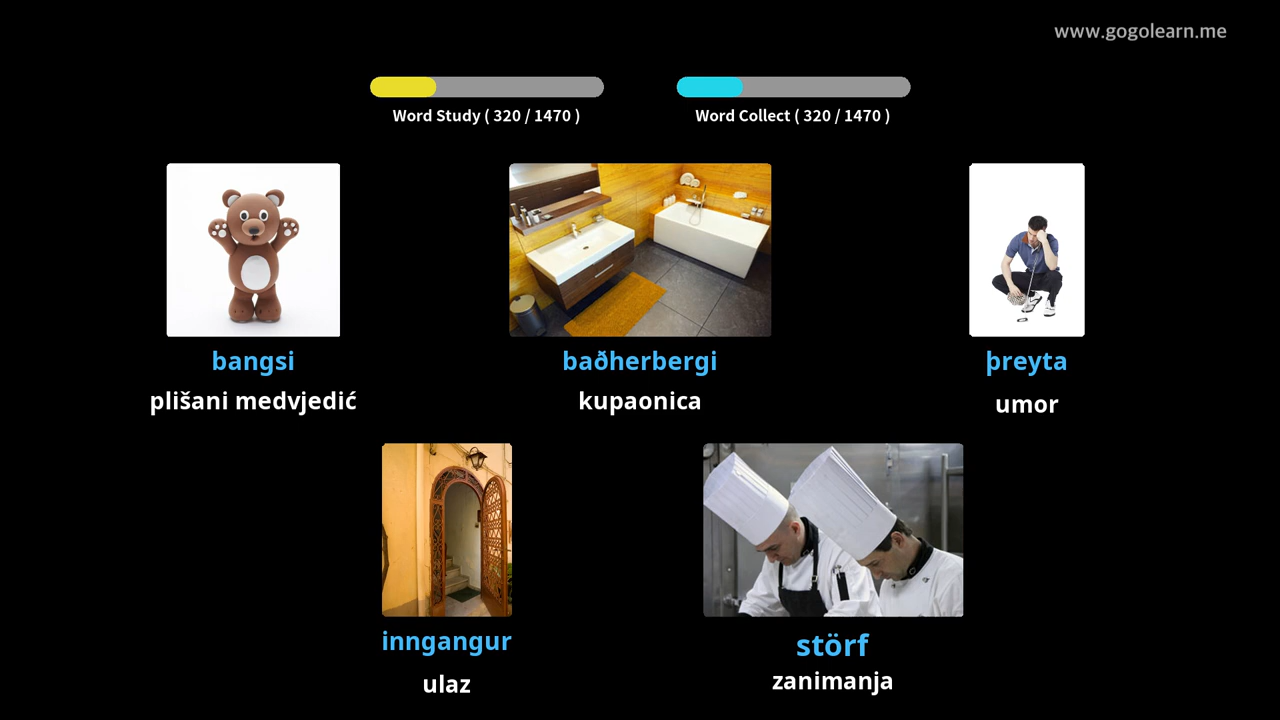 www.gogolearn.me
Word Study ( 320 / 1470 )
Word Collect ( 320 / 1470 )
bangsi
plišani medvjedić
baðherbergi
kupaonica
þreyta
umor
inngangur
ulaz
störf
zanimanja